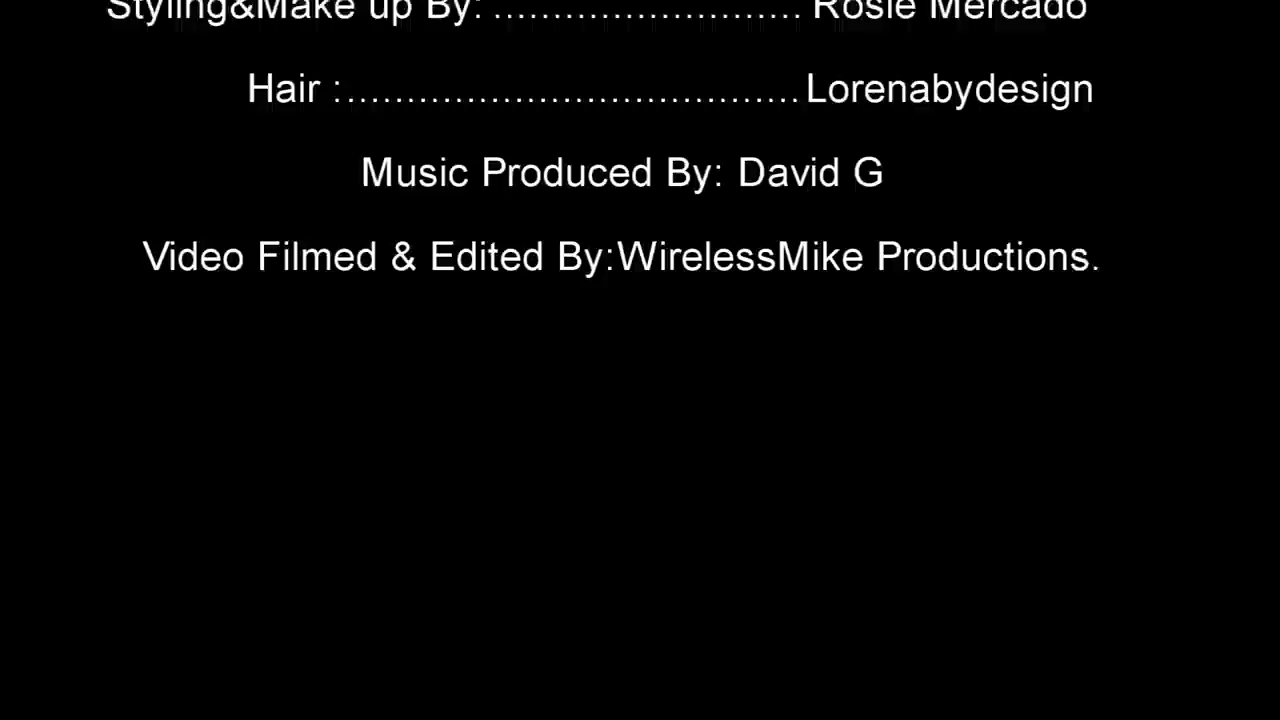 Styling&Make up By: .......................... Rosie Mercado
Hair :......................................Lorenabydesign
Music Produced By: David G
Video Filmed & Edited By:WirelessMike Productions.